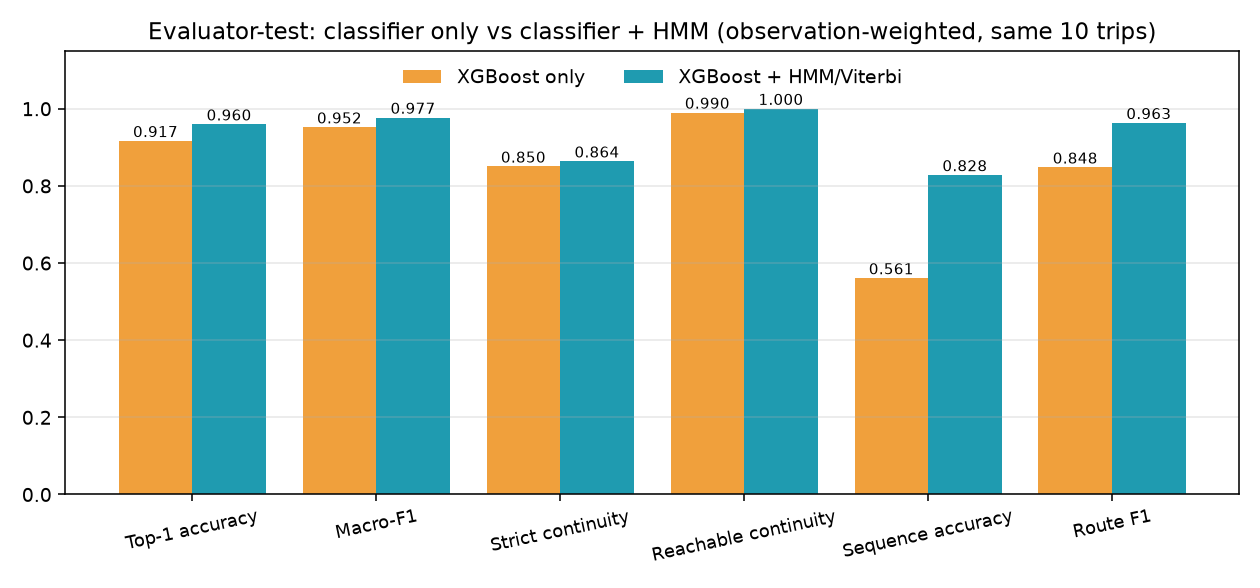 Evaluator-test: classifier only vs classifier + HMM (observation-weighted, same 10 trips)
XGBoost only
XGBoost + HMM/Viterbi
1.0
0.8
0.6
0.4
0.2
0.0
0.917
0.960
0.952
0.977
0.850
0.864
0.990
1.000
0.561
0.828
0.848
0.963
Top-1 accuracy
Macro-F1
Strict continuity
Reachable continuity
Sequence accuracy
Route F1